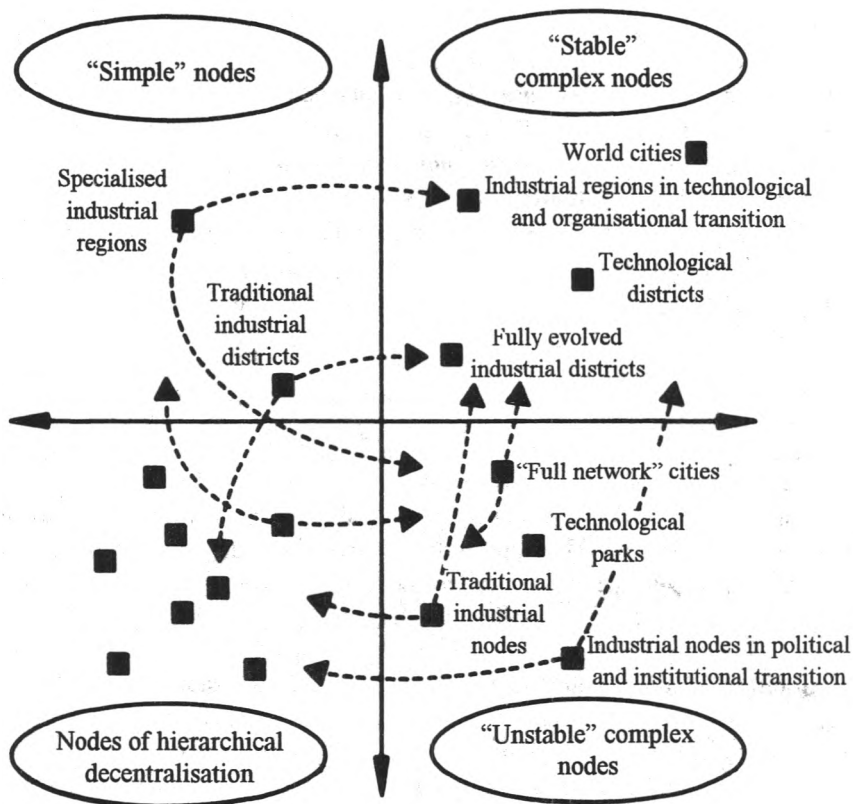 “Simple” nodes
“Stable”
complex nodes
World cities
Specialised
industrial
regions
Industrial regions in technological
and organisational transition
Technological
districts
Traditional
industrial
districts
Fully evolved
industrial districts
“Full network” cities
Technological
parks
Traditional
industrial
nodes
Industrial nodes in political
and institutional transition
Nodes of hierarchical
decentralisation
“Unstable” complex
nodes